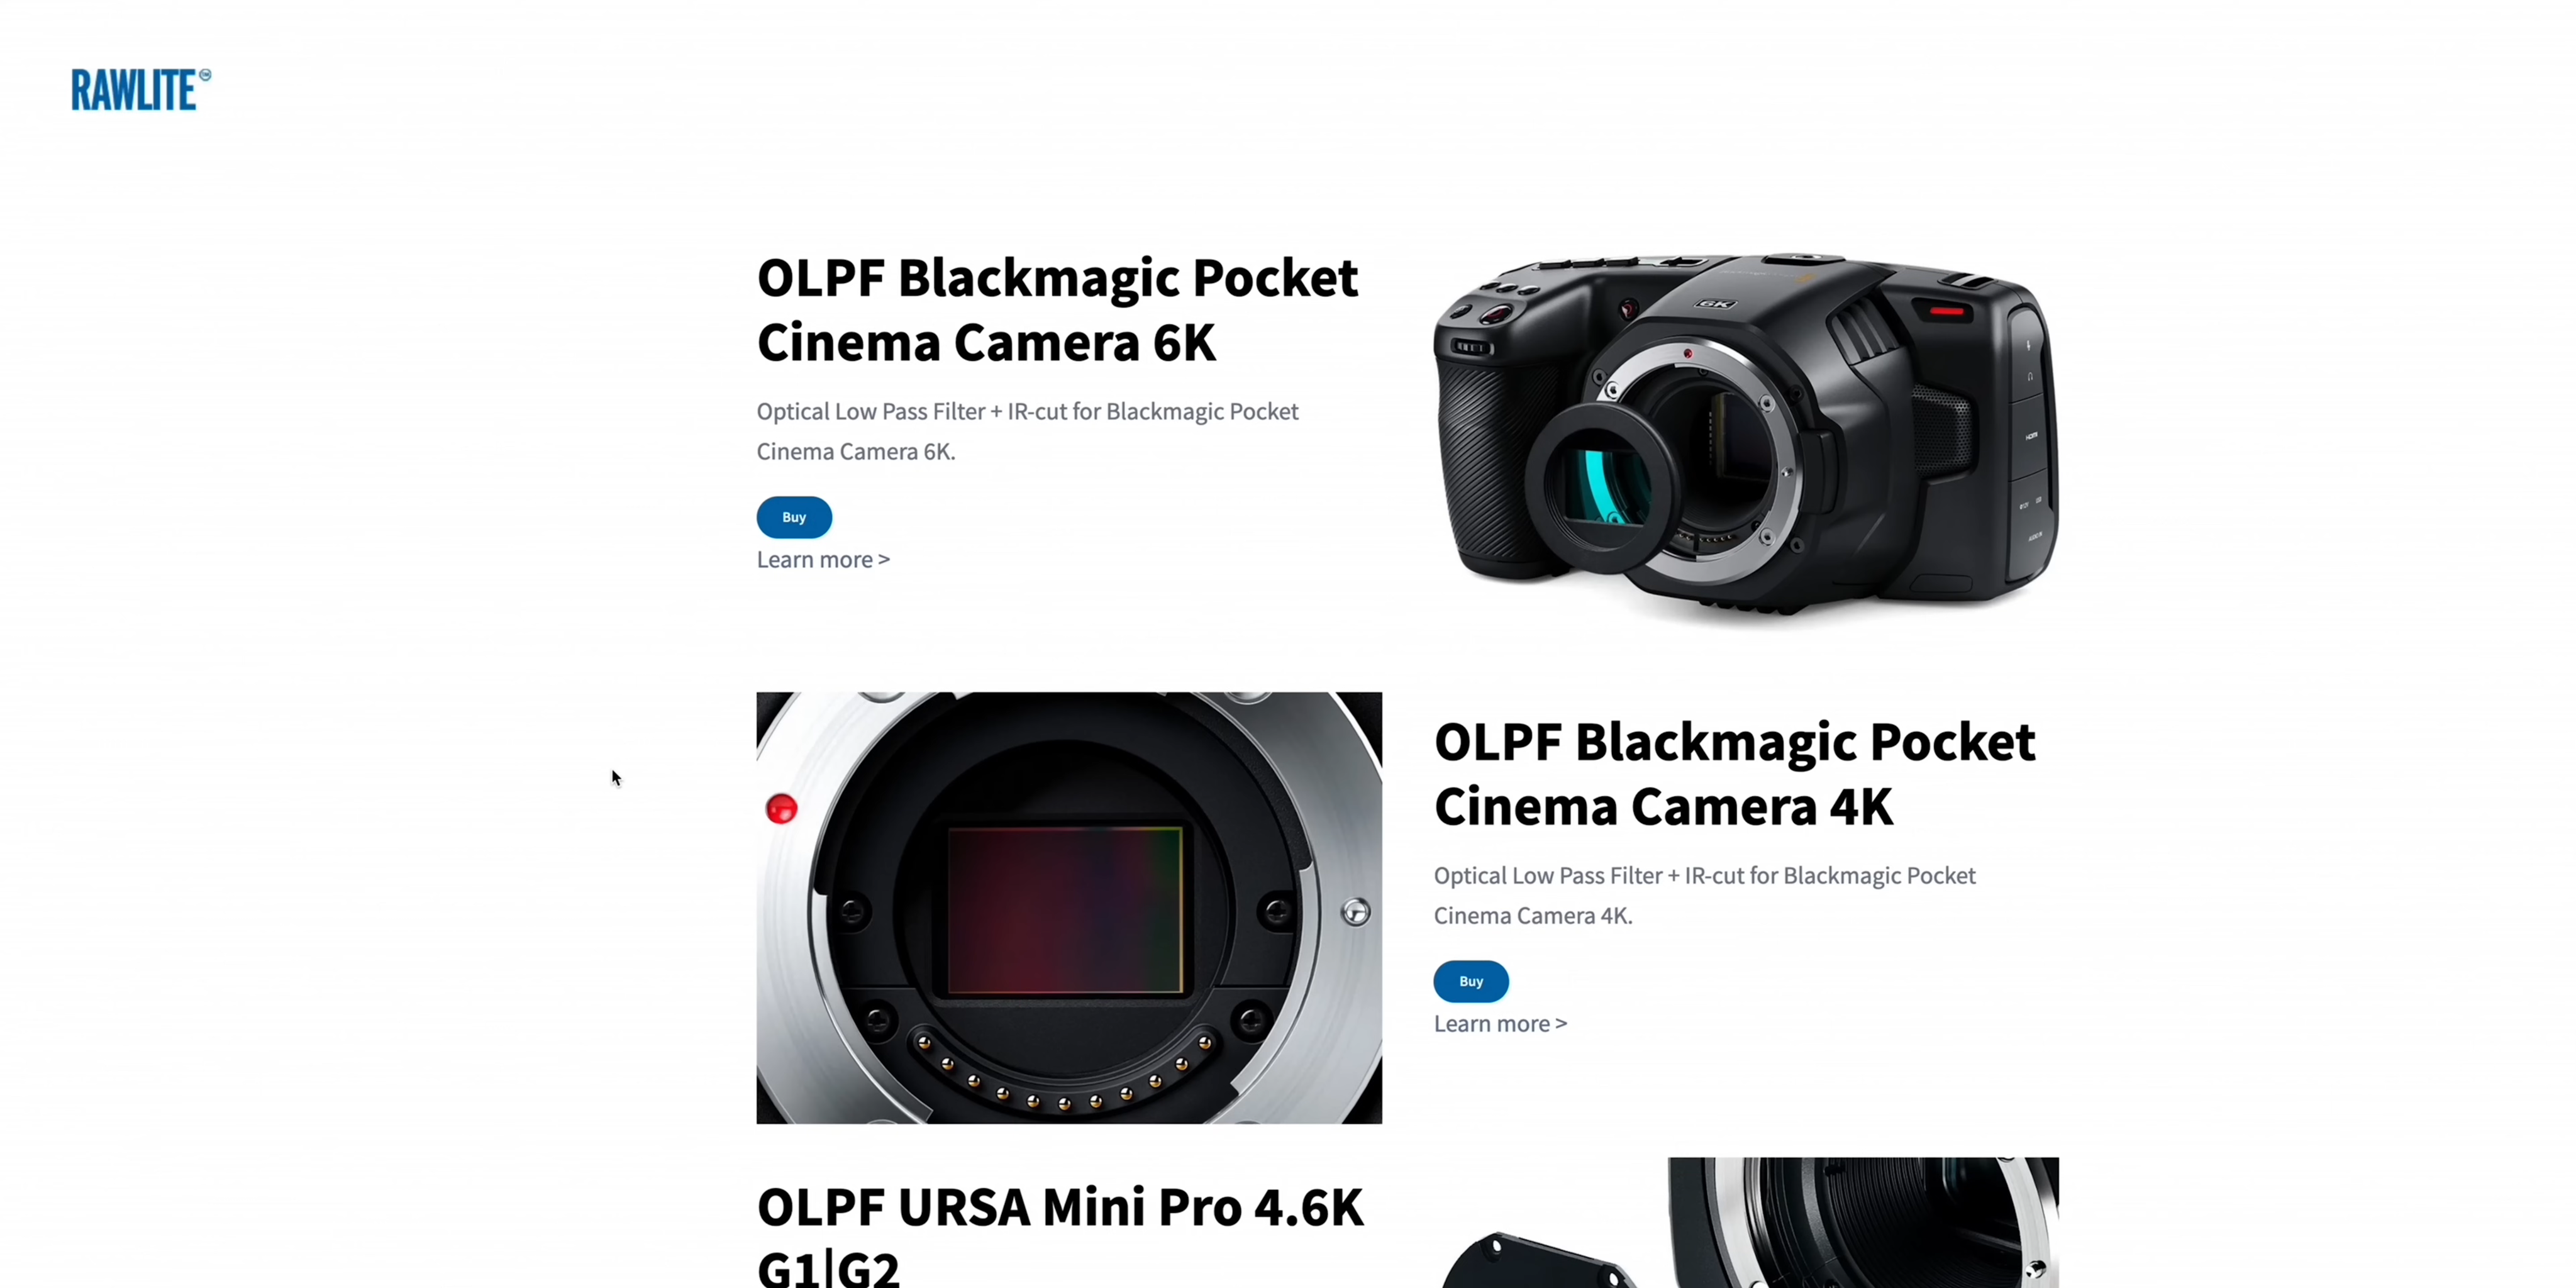 RAWLITE
OLPF Blackmagic Pocket
Cinema Camera 6K
Optical Low Pass Filter + IR-cut for Blackmagic Pocket
Cinema Camera 6K.
Buy
Learn more >
6K
HDMI
OLPF Blackmagic Pocket
Cinema Camera 4K
Optical Low Pass Filter + IR-cut for Blackmagic Pocket
Cinema Camera 4K.
Buy
Learn more >
OLPF URSA Mini Pro 4.6K
G1|G2